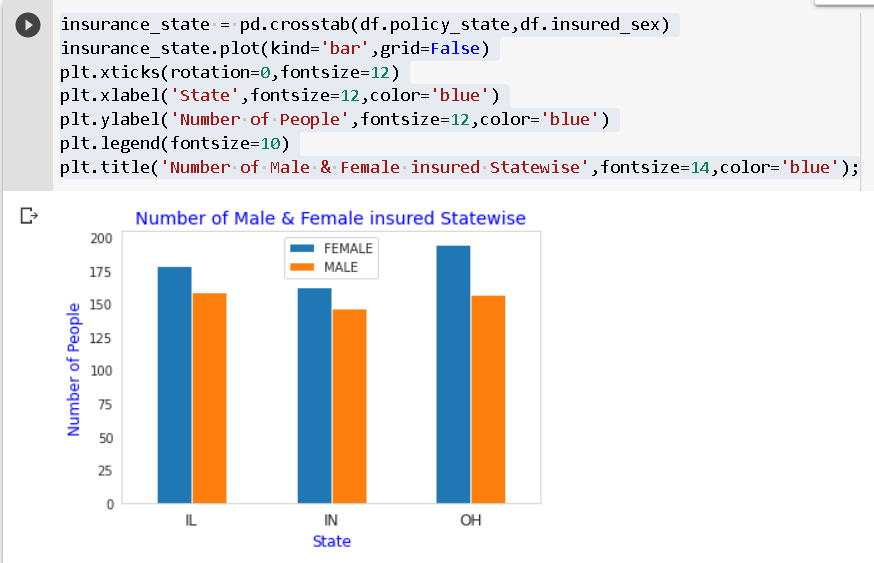 insurance_state = pd.crosstab(df.policy_state,df.insured_sex)
insurance_state.plot(kind='bar',grid=False)
plt.xticks(rotation=0,fontsize=12)
plt.xlabel('State',fontsize=12,color='blue')
plt.ylabel('Number of People',fontsize=12,color='blue')
plt.legend(fontsize=10)
plt.title('Number of Male & Female insured Statewise',fontsize=14,color='blue');
Number of Male & Female insured Statewise
FEMALE
MALE
200
175
150
125
100
75
50
25
0
Number of People
IL IN OH
State